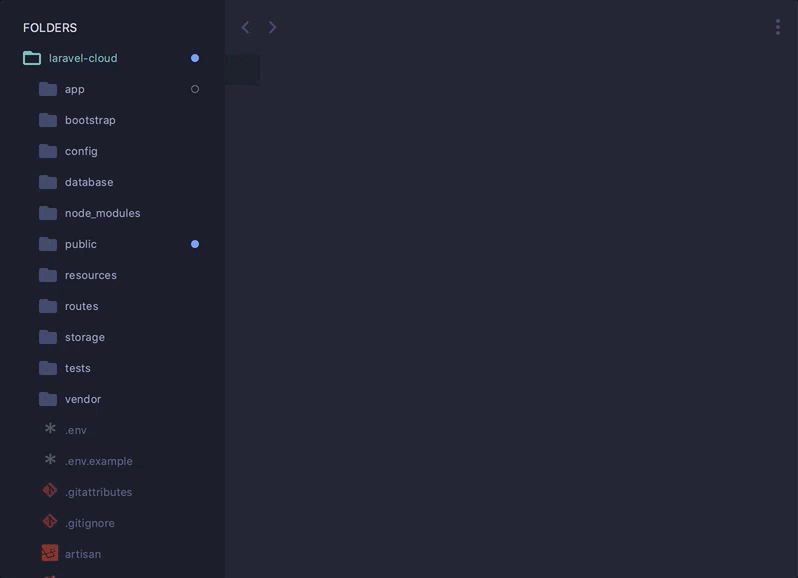 FOLDERS
laravel-cloud
app
bootstrap
config
database
node_modules
public
resources
routes
storage
tests
vendor
.env
.env.example
.gitattributes
.gitignore
artisan